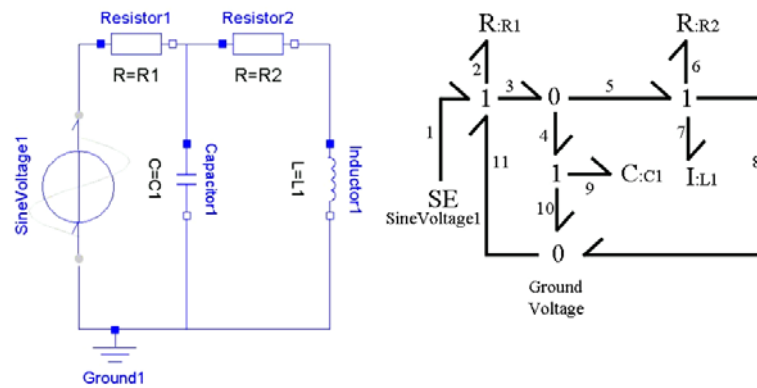 Resistor1
Resistor2
R=R1
R=R2
SineVoltage1
C=C1
Capacitor1
L=L1
Inductor1
Ground1
R:R1
R:R2
2
3
6
1
0
5
1
1
4
7
11
8
1
9
C:C1
I:L1
SE
SineVoltage1
10
0
Ground
Voltage